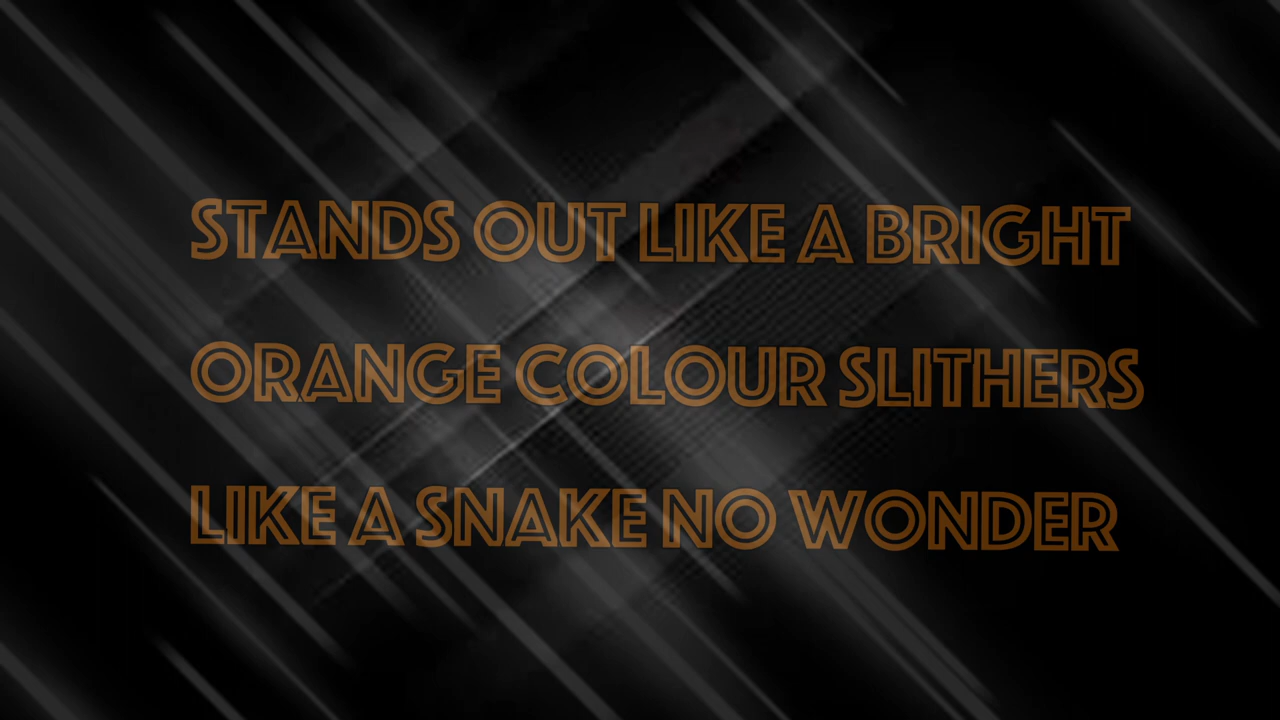 STANDS OUT LIKE A BRIGHT
ORANGE COLOUR SLITHERS
LIKE A SNAKE NO WONDER